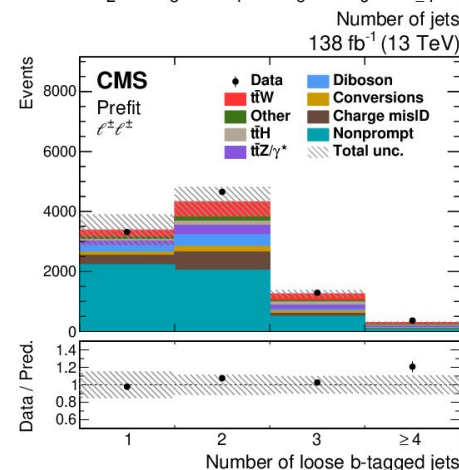 Number of jets
138 fb⁻¹ (13 TeV)
Events
8000
6000
4000
2000
0
CMS
Prefit
ℓ±ℓ±
Data
tt̄W
Other
tt̄H
tt̄Z/γ*
Diboson
Conversions
Charge misID
Nonprompt
Total unc.
Data / Pred.
1.4
1.2
1.0
0.8
0.6
1 2 3 ≥ 4
Number of loose b-tagged jets